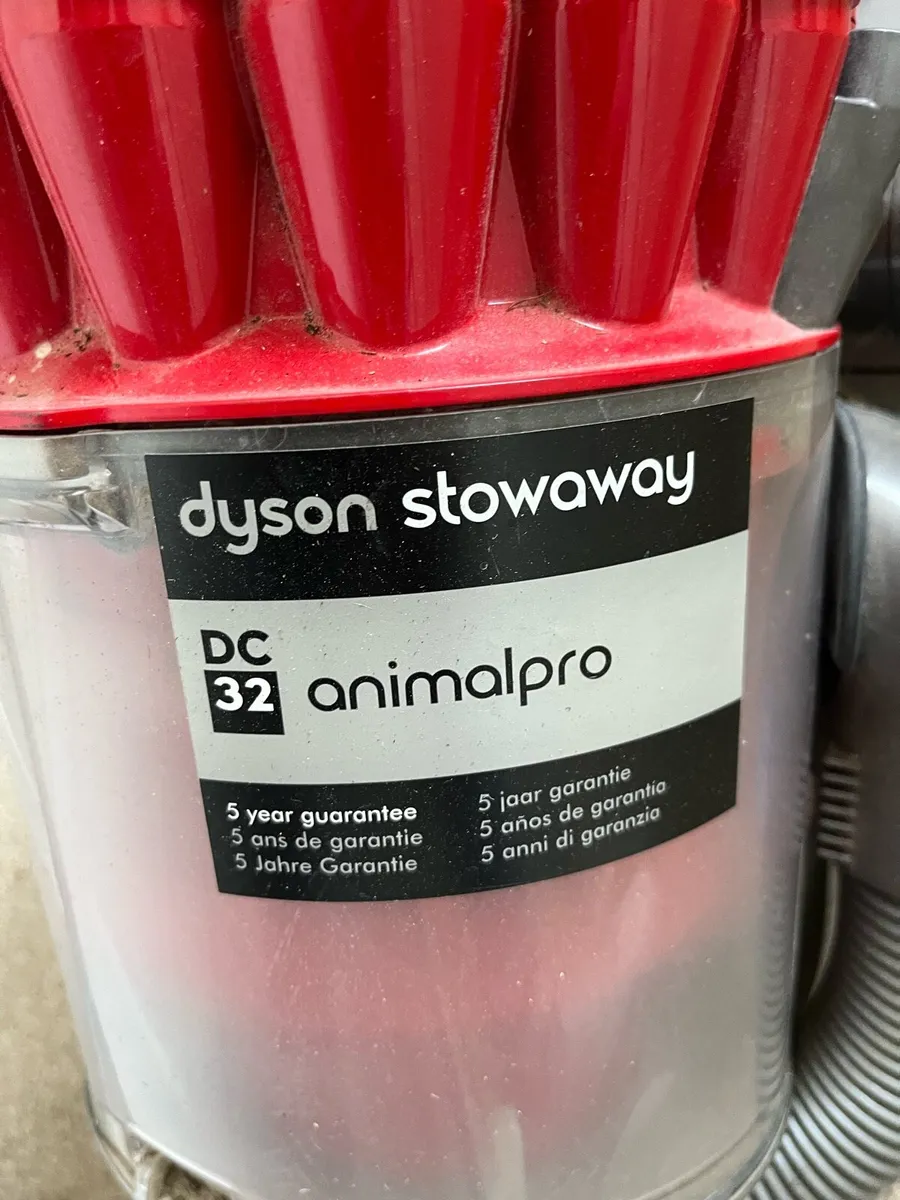 dyson stowaway
DC
32
animalpro
5 year guarantee
5 ans de garantie
5 Jahre Garantie
5 jaar garantie
5 años de garantía
5 anni di garanzia